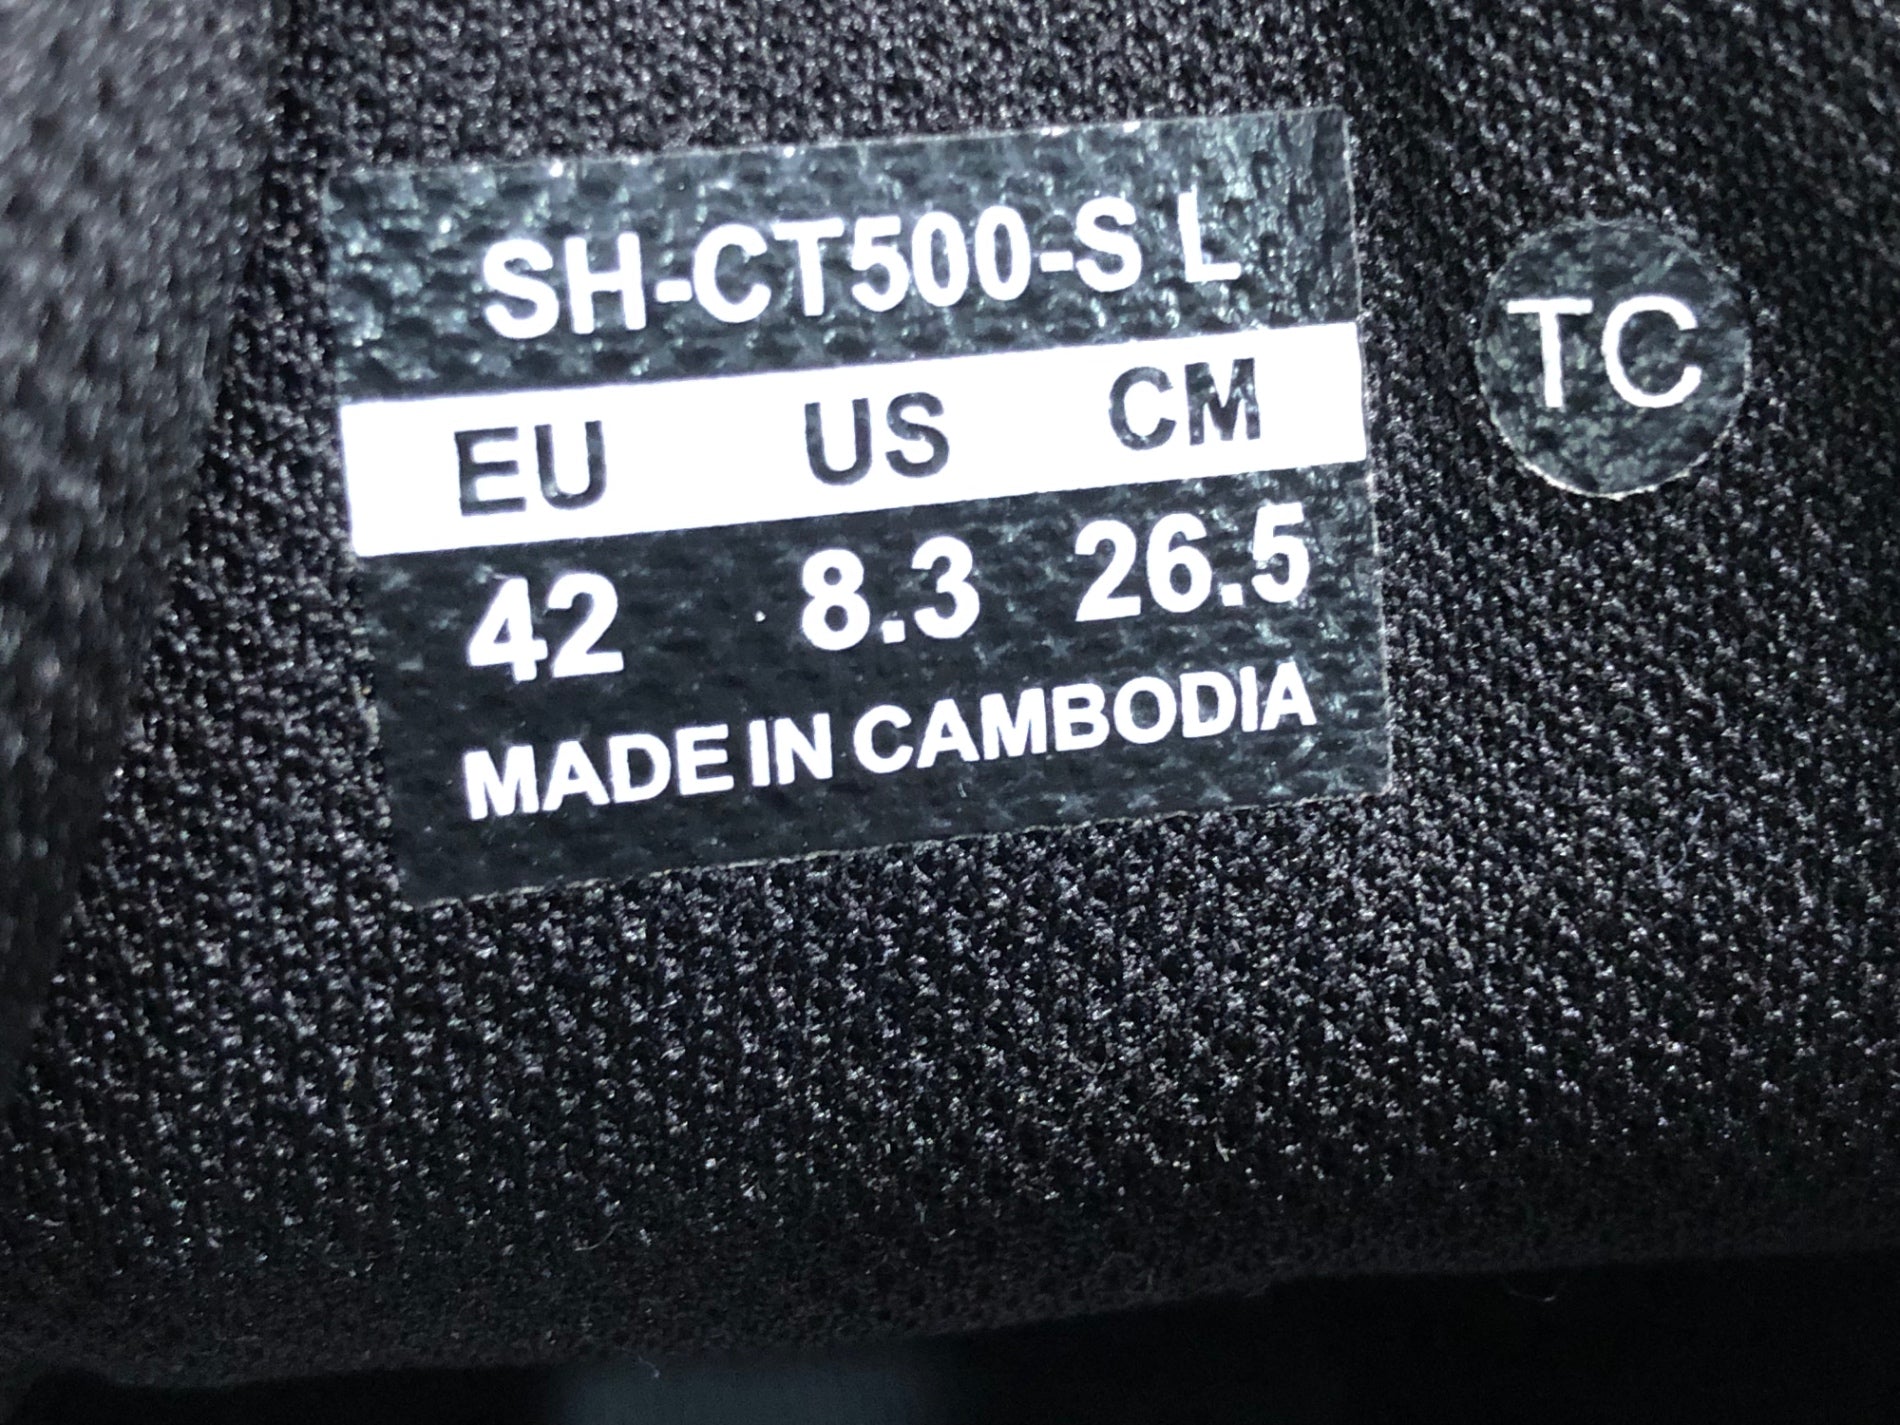 SH-CT500-S L
TC
EU US CM
42 8.3 26.5
MADE IN CAMBODIA